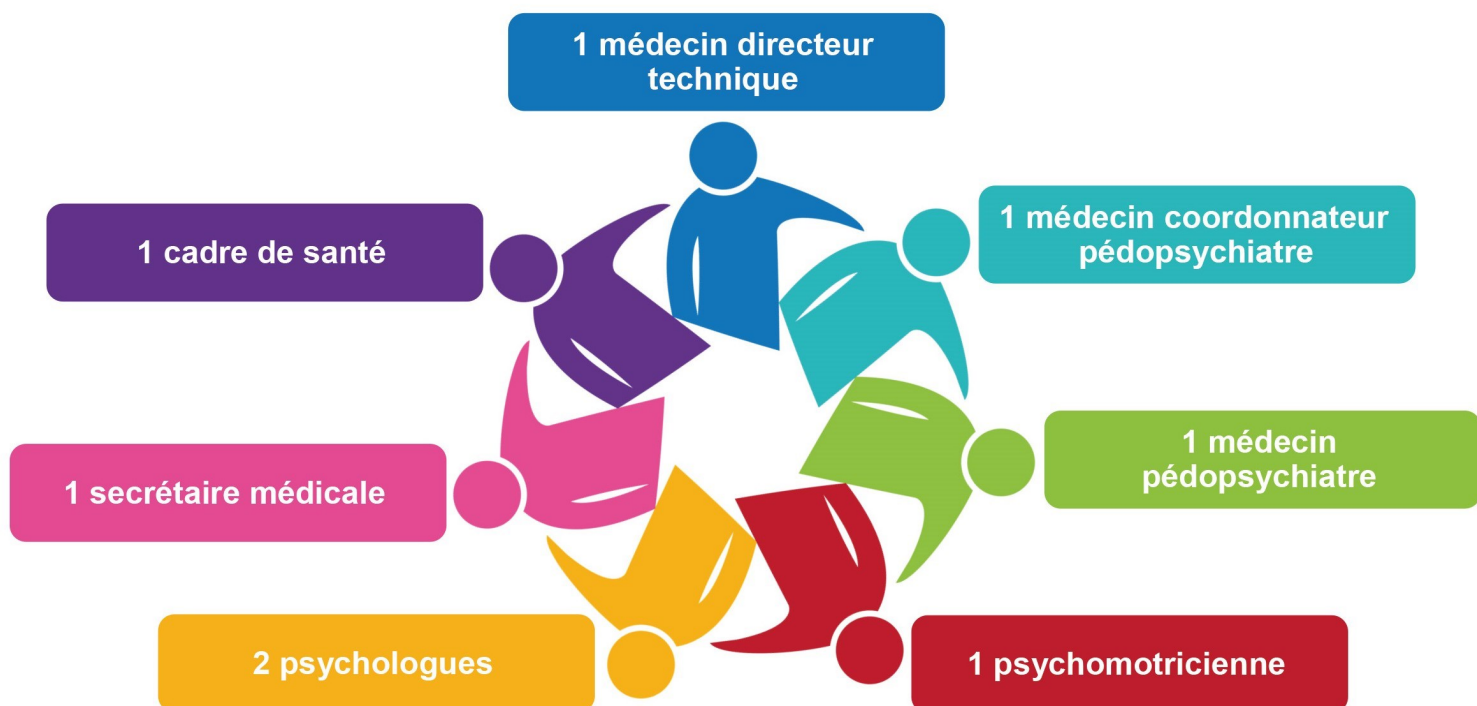 1 médecin directeur
technique
1 médecin coordonnateur
pédopsychiatre
1 médecin
pédopsychiatre
1 psychomotricienne
2 psychologues
1 secrétaire médicale
1 cadre de santé